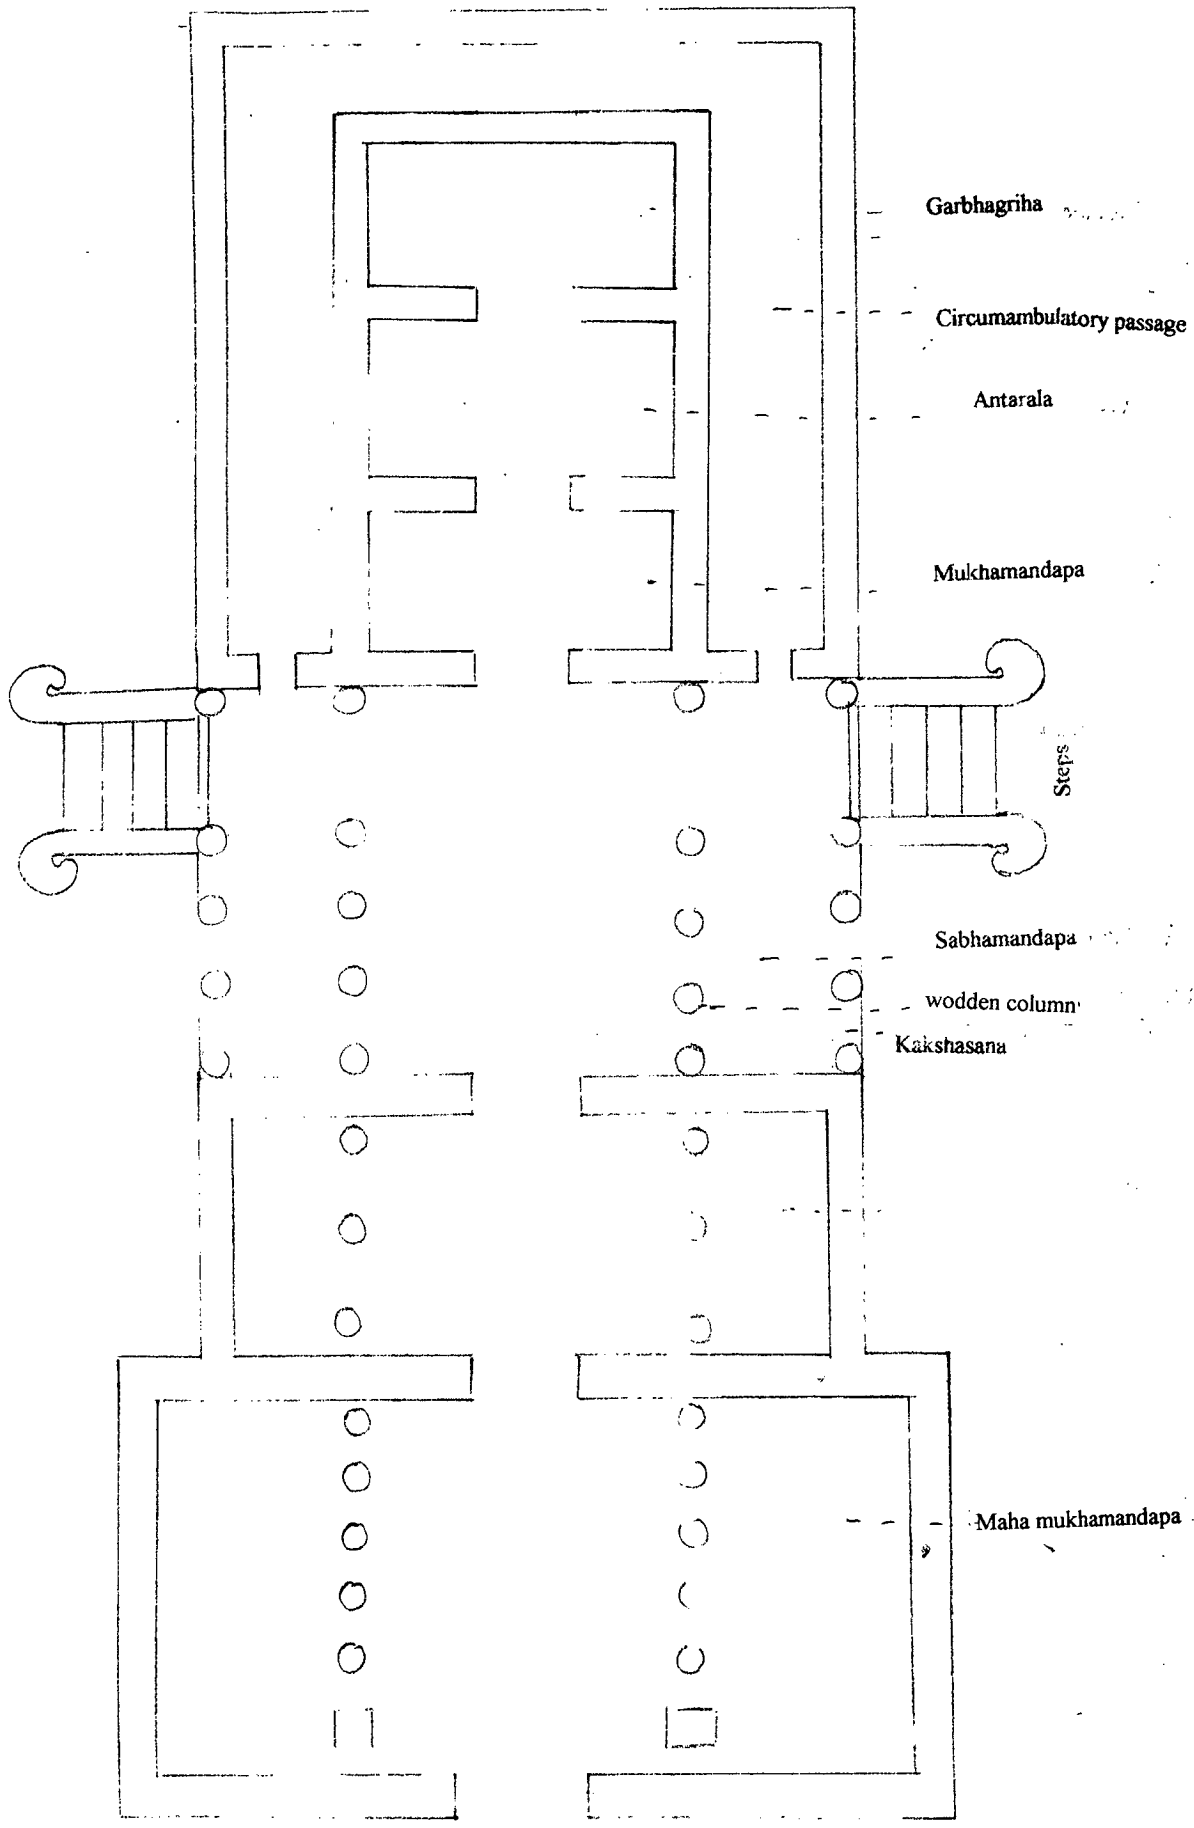 Garbhagriha
Circumambulatory passage
Antarala
Mukhamandapa
Steps
Sabhamandapa
wodden column
Kakshasana
Maha mukhamandapa